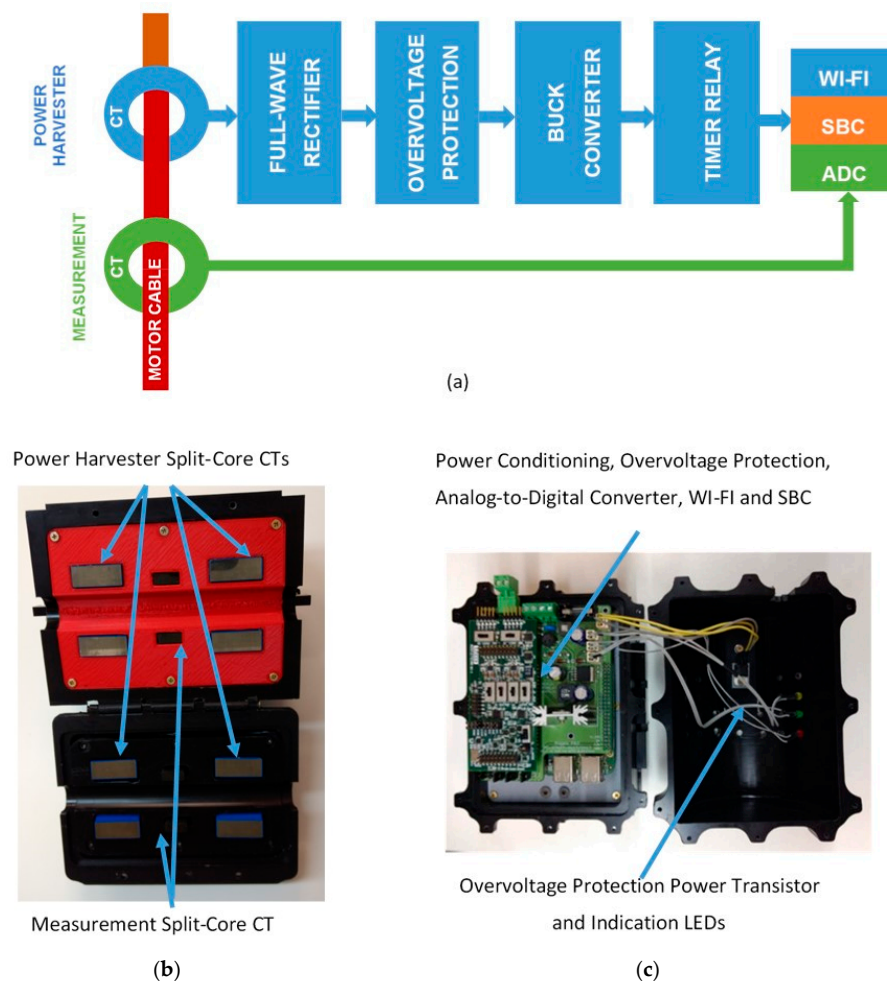 POWER
HARVESTER
CT
FULL-WAVE
RECTIFIER
OVERVOLTAGE
PROTECTION
BUCK
CONVERTER
TIMER RELAY
WI-FI
SBC
ADC
MEASUREMENT
CT
MOTOR CABLE
(a)
Power Harvester Split-Core CTs
Power Conditioning, Overvoltage Protection,
Analog-to-Digital Converter, WI-FI and SBC
Measurement Split-Core CT
Overvoltage Protection Power Transistor
and Indication LEDs
(b)
(c)